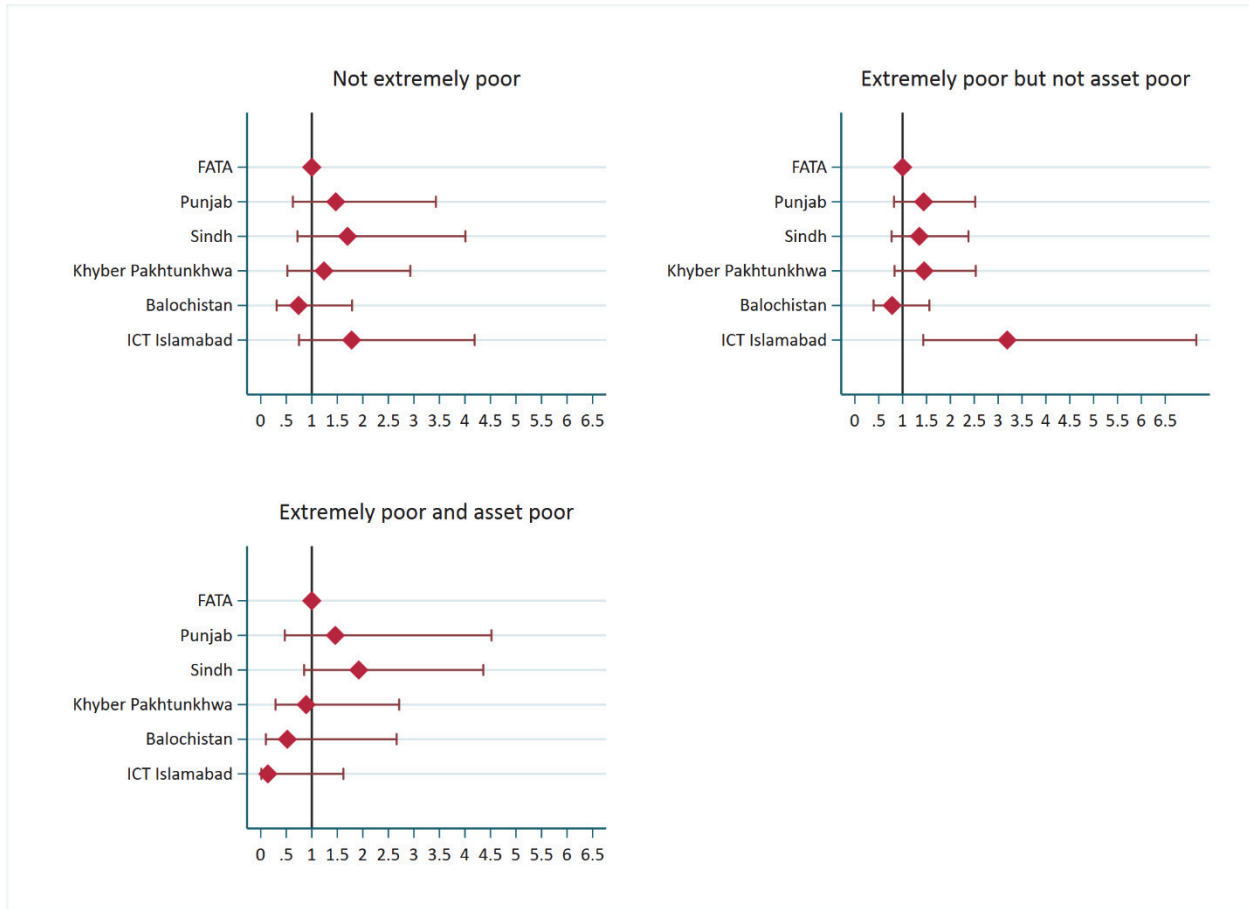 Not extremely poor
FATA
Punjab
Sindh
Khyber Pakhtunkhwa
Balochistan
ICT Islamabad
0 .5 1 1.5 2 2.5 3 3.5 4 4.5 5 5.5 6 6.5
Extremely poor but not asset poor
FATA
Punjab
Sindh
Khyber Pakhtunkhwa
Balochistan
ICT Islamabad
0 .5 1 1.5 2 2.5 3 3.5 4 4.5 5 5.5 6 6.5
Extremely poor and asset poor
FATA
Punjab
Sindh
Khyber Pakhtunkhwa
Balochistan
ICT Islamabad
0 .5 1 1.5 2 2.5 3 3.5 4 4.5 5 5.5 6 6.5